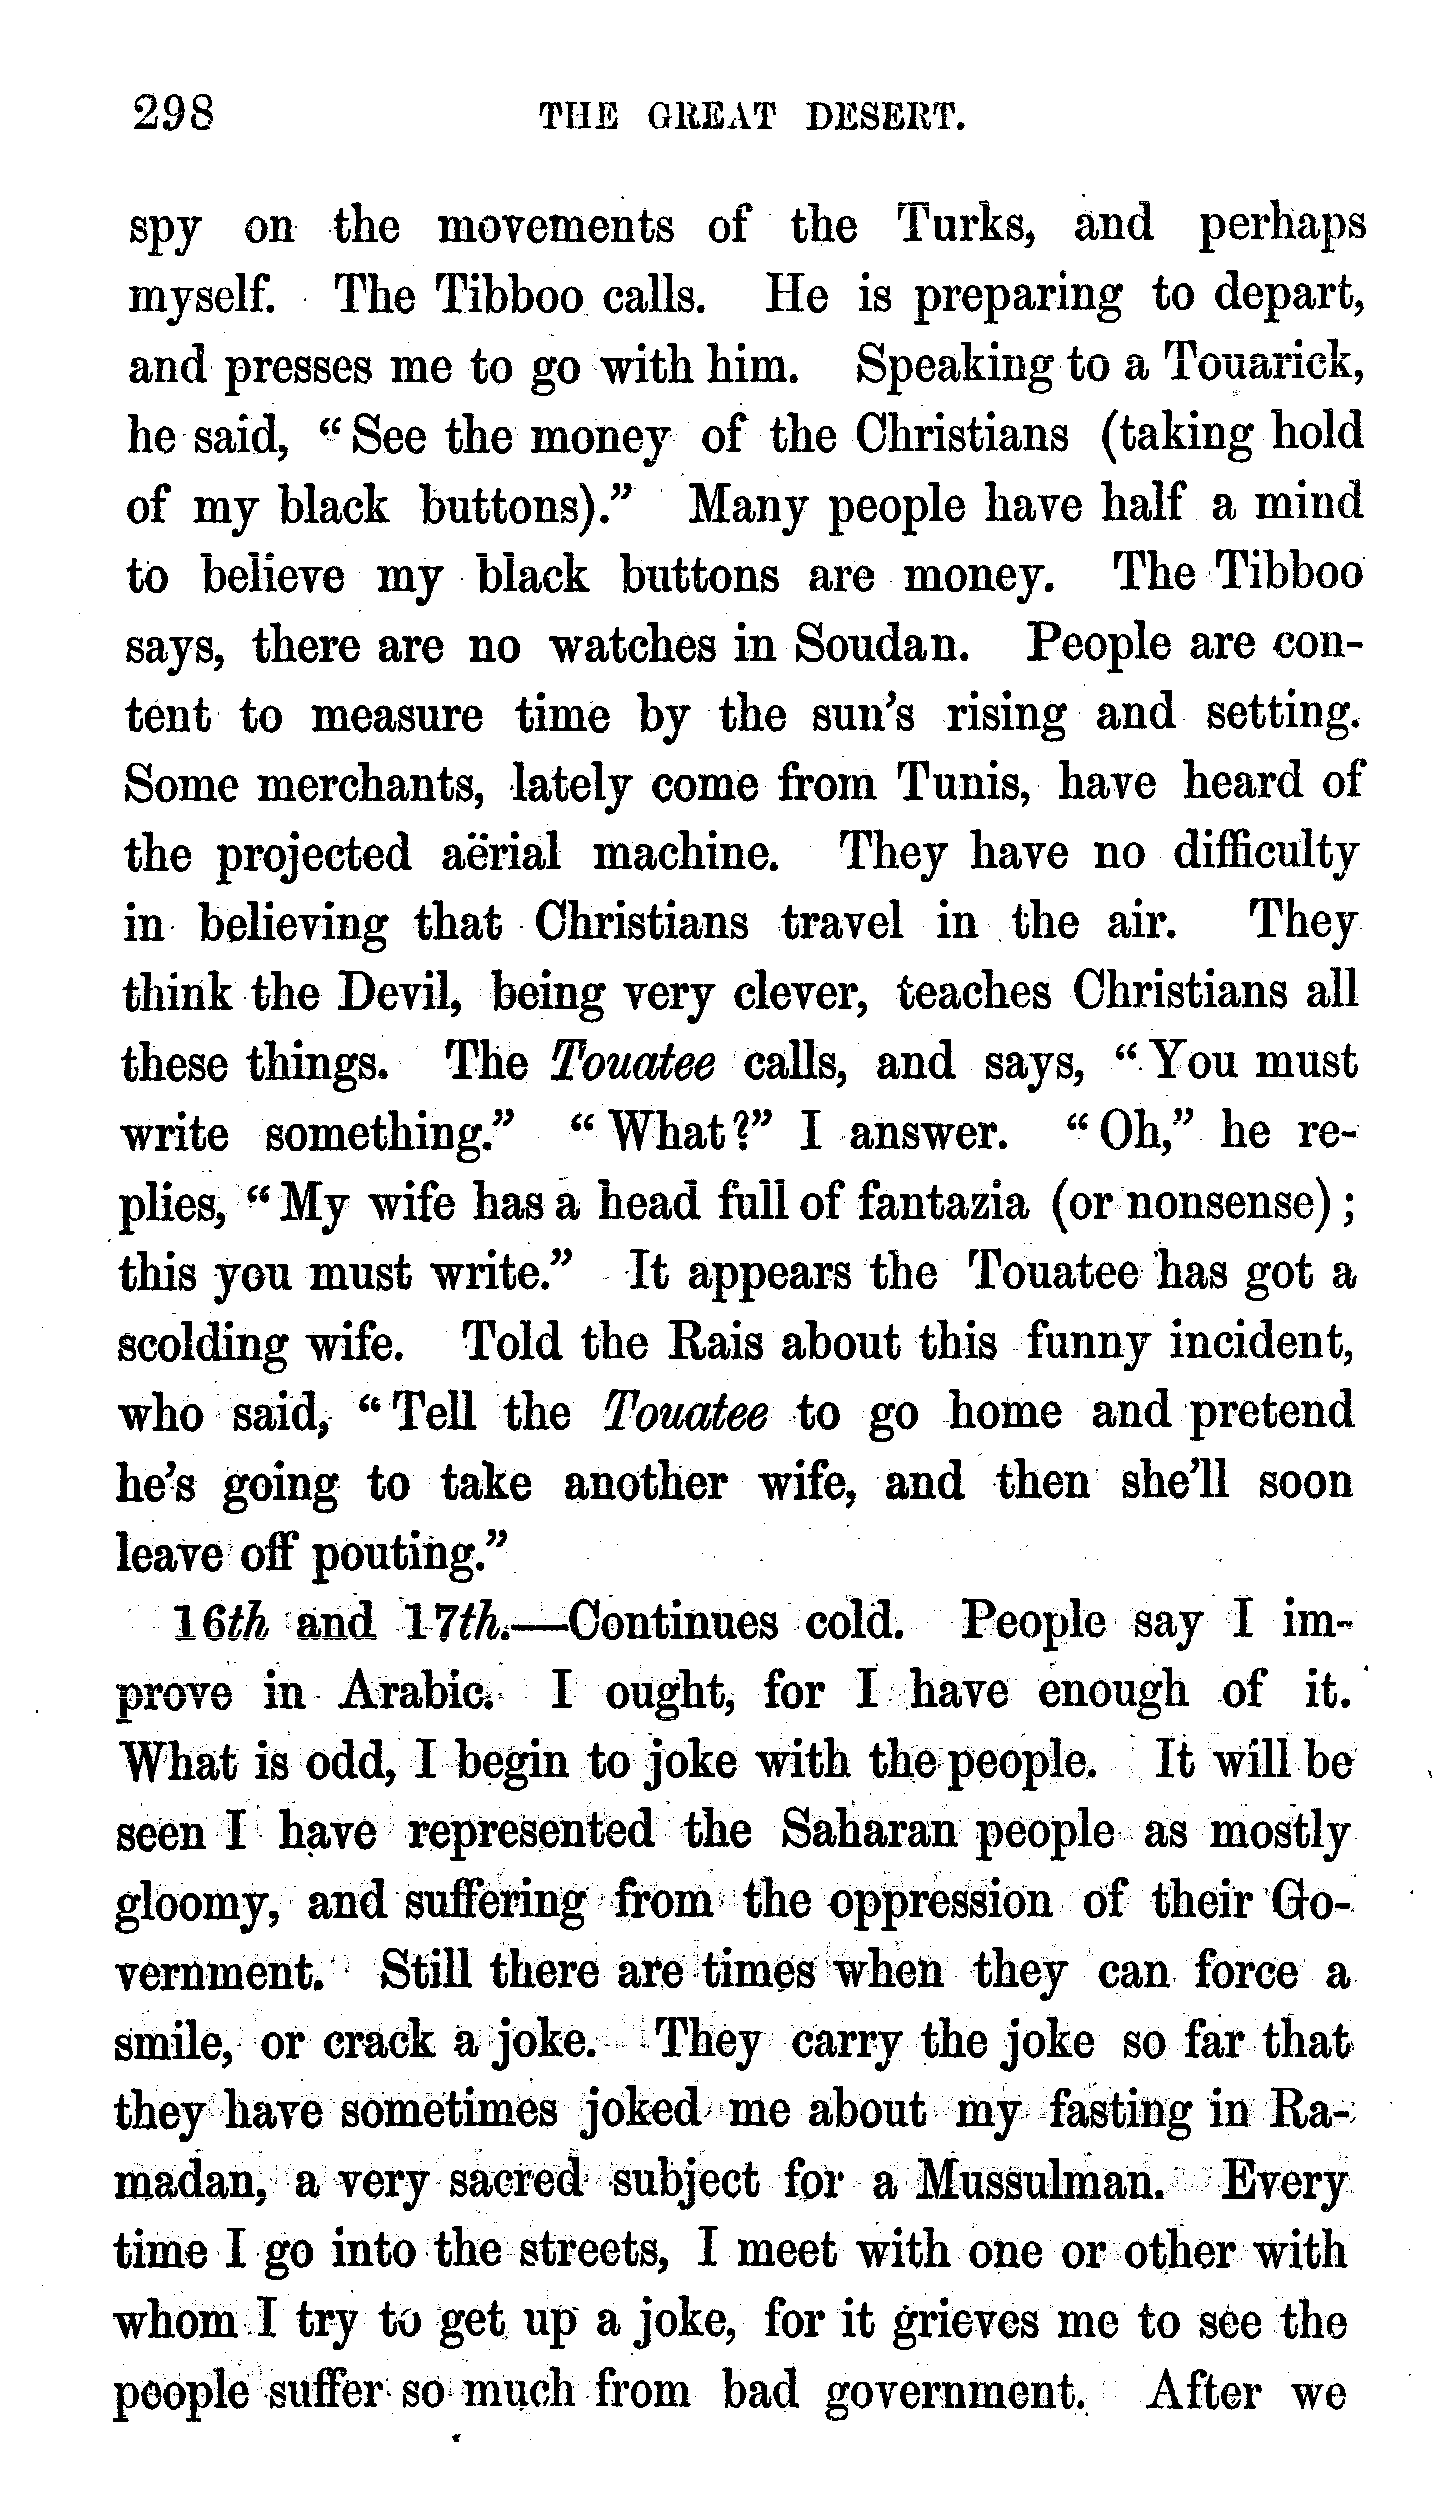 298 THE GREAT DESERT.
spy on the movements of the Turks, and perhaps
myself. The Tibboo calls. He is preparing to depart,
and presses me to go with him. Speaking to a Touarick,
he said, “See the money of the Christians (taking hold
of my black buttons).” Many people have half a mind
to believe my black buttons are money. The Tibboo
says, there are no watches in Soudan. People are con-
tent to measure time by the sun’s rising and setting.
Some merchants, lately come from Tunis, have heard of
the projected aërial machine. They have no difficulty
in believing that Christians travel in the air. They
think the Devil, being very clever, teaches Christians all
these things. The Touatee calls, and says, “You must
write something.” “What?” I answer. “Oh,” he re-
plies, “My wife has a head full of fantazia (or nonsense);
this you must write.” It appears the Touatee has got a
scolding wife. Told the Rais about this funny incident,
who said, “Tell the Touatee to go home and pretend
he’s going to take another wife, and then she’ll soon
leave off pouting.”
16th and 17th.—Continues cold. People say I im-
prove in Arabic. I ought, for I have enough of it.
What is odd, I begin to joke with the people. It will be
seen I have represented the Saharan people as mostly
gloomy, and suffering from the oppression of their Go-
vernment. Still there are times when they can force a
smile, or crack a joke. They carry the joke so far that
they have sometimes joked me about my fasting in Ra-
madan, a very sacred subject for a Mussulman. Every
time I go into the streets, I meet with one or other with
whom I try to get up a joke, for it grieves me to see the
people suffer so much from bad government. After we